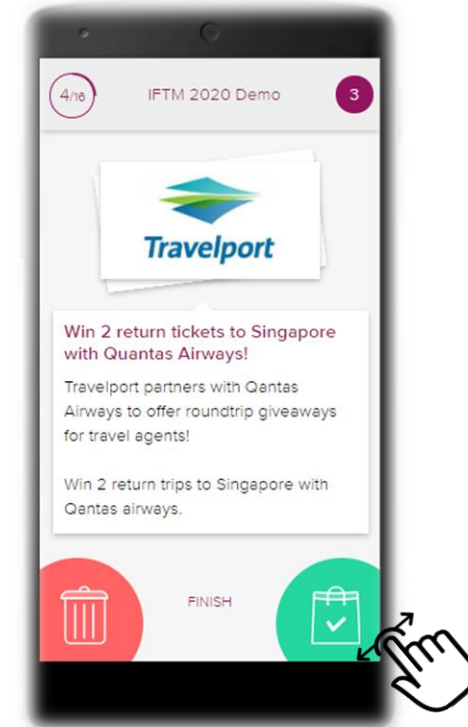 4/16
IFTM 2020 Demo
3
Travelport
Win 2 return tickets to Singapore
with Quantas Airways!
Travelport partners with Qantas
Airways to offer roundtrip giveaways
for travel agents!
Win 2 return trips to Singapore with
Qantas airways.
FINISH